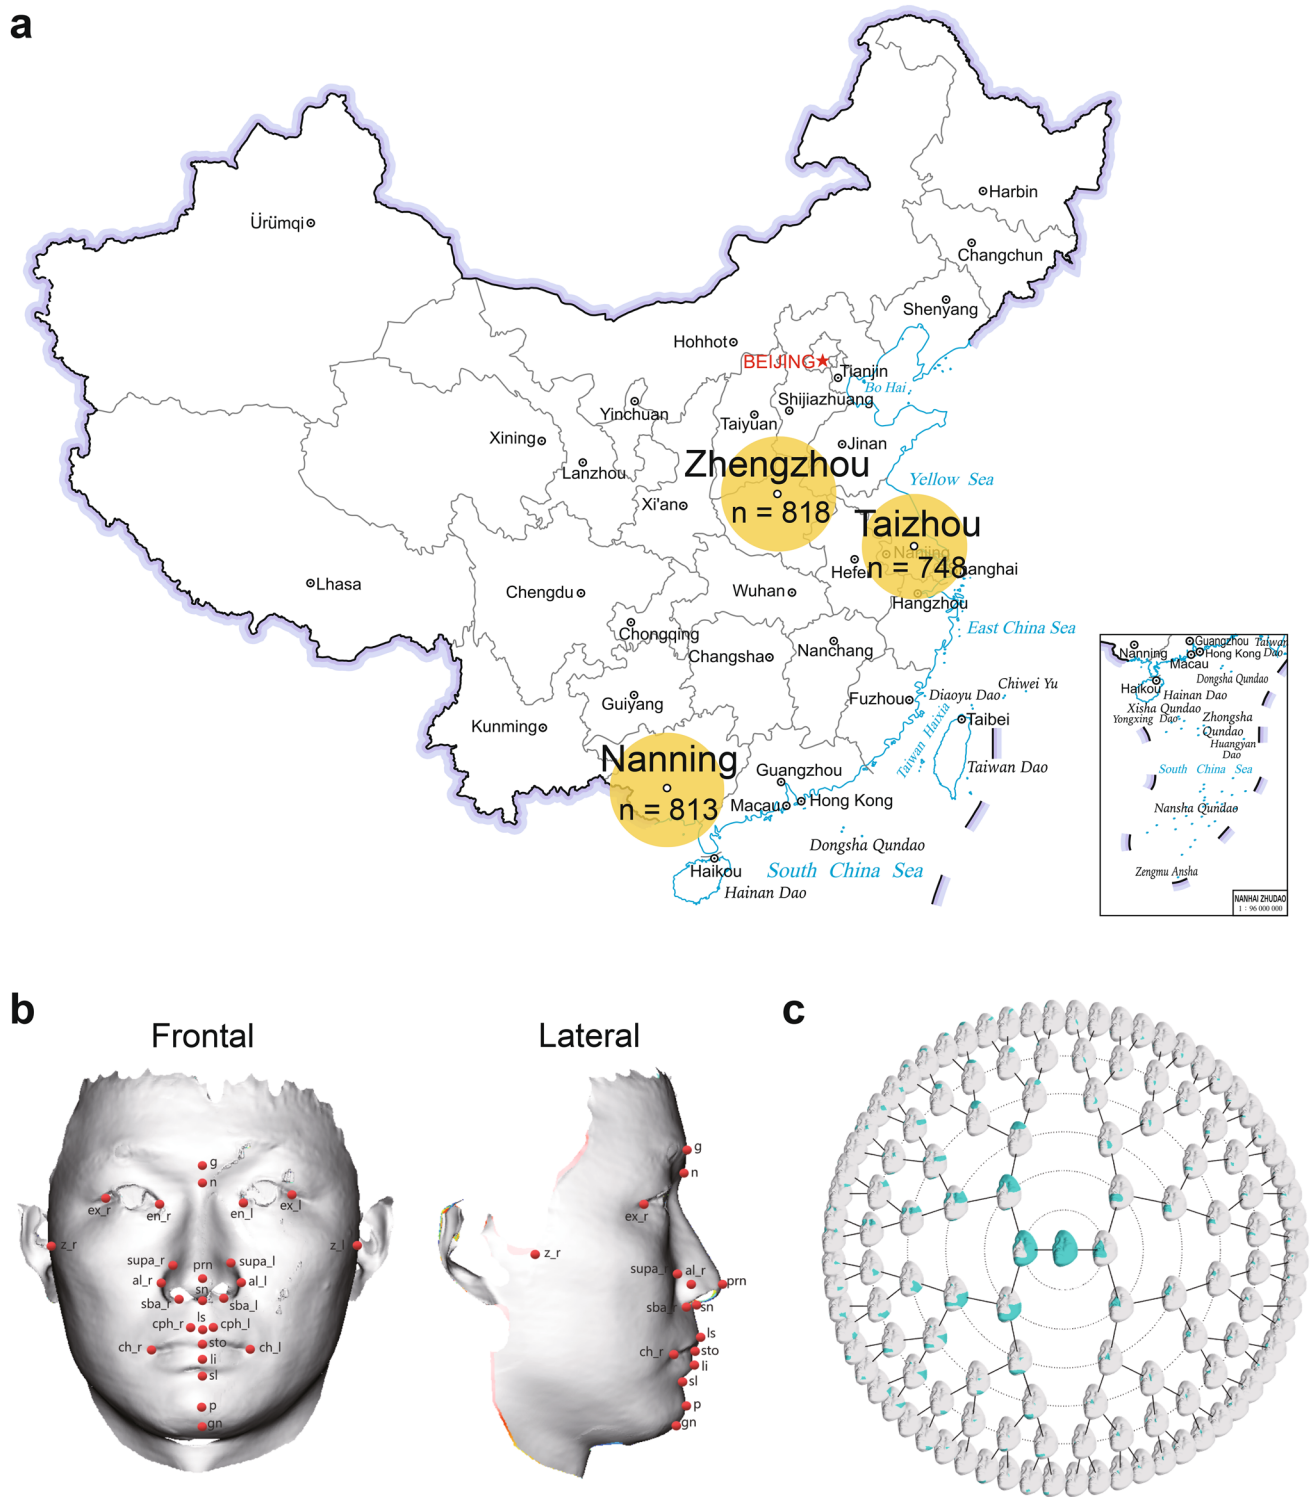 a
Harbin
Ürümqi
Changchun
Shenyang
Hohhot
BEIJING
Tianjin
Bo Hai
Shijiazhuang
Yinchuan
Taiyuan
Xining
Jinan
Lanzhou
Zhengzhou
Yellow Sea
Xi'an
n = 818
Taizhou
Nanjing
Hefei
n = 748
Shanghai
Lhasa
Chengdu
Wuhan
Hangzhou
Chongqing
East China Sea
Changsha
Nanchang
Guiyang
Fuzhou
Diaoyu Dao
Chiwei Yu
Kunming
Taibei
Taiwan Haixia
Nanning
Guangzhou
Taiwan Dao
n = 813
Macau
Hong Kong
Dongsha Qundao
Haikou
South China Sea
Hainan Dao
Guangzhou
Taiwan
Dao
Nanning
Hong Kong
Macau
Dongsha Qundao
Haikou
Hainan Dao
Xisha Qundao
Yongxing Dao
Zhongsha
Qundao
Huangyan
Dao
South China Sea
Nansha Qundao
Zengmu Ansha
NANHAI ZHUDAO
1 : 96 000 000
b
Frontal
Lateral
g
n
ex_r
en_r
en_l
ex_l
z_r
z_l
supa_r
prn
supa_l
al_r
sn
al_l
sba_r
sba_l
ls
cph_r
cph_l
sto
ch_r
ch_l
li
sl
p
gn
g
n
ex_r
z_r
supa_r
al_r
prn
sba_r
sn
ls
sto
ch_r
li
sl
p
gn
c